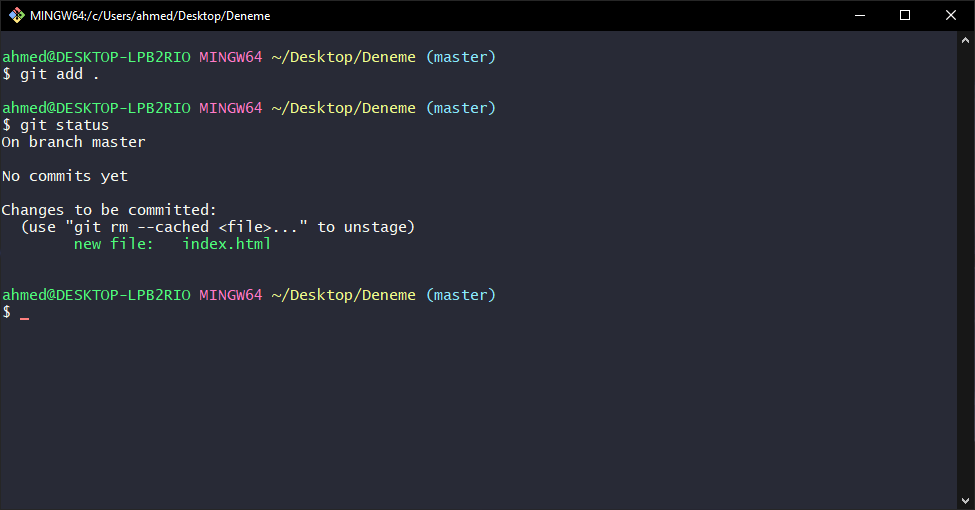 MINGW64:/c/Users/ahmed/Desktop/Deneme
ahmed@DESKTOP-LPB2RIO MINGW64 ~/Desktop/Deneme (master)
$ git add .
ahmed@DESKTOP-LPB2RIO MINGW64 ~/Desktop/Deneme (master)
$ git status
On branch master
No commits yet
Changes to be committed:
  (use "git rm --cached <file>..." to unstage)
        new file:   index.html
ahmed@DESKTOP-LPB2RIO MINGW64 ~/Desktop/Deneme (master)
$ _